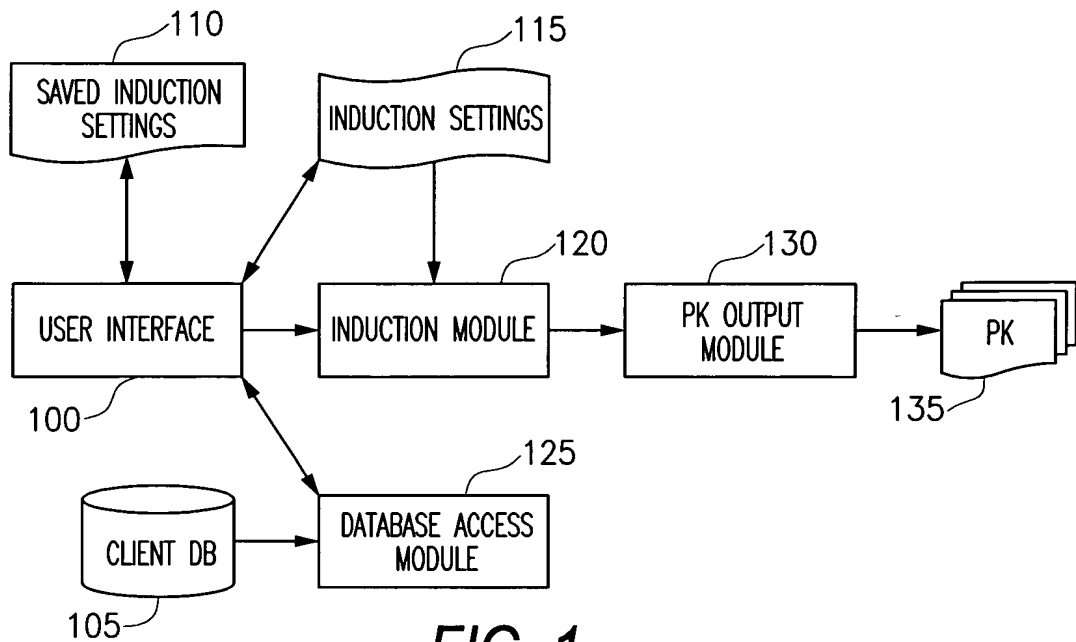 110
SAVED INDUCTION
SETTINGS
115
INDUCTION SETTINGS
USER INTERFACE
100
120
INDUCTION MODULE
130
PK OUTPUT
MODULE
PK
135
CLIENT DB
105
125
DATABASE ACCESS
MODULE
FIG. 1